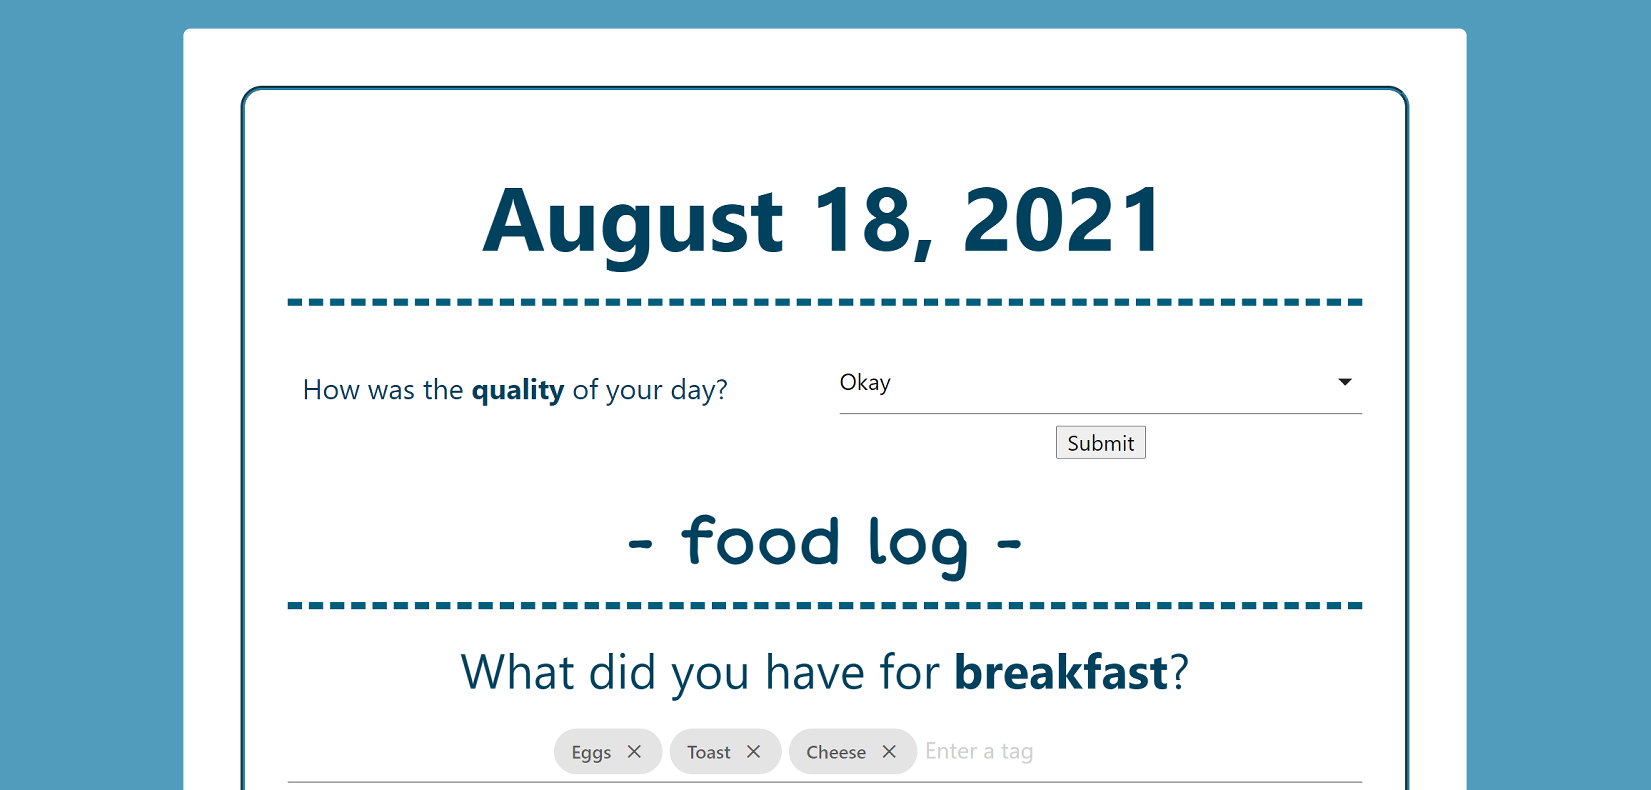 August 18, 2021
How was the quality of your day?
Okay
Submit
- food log -
What did you have for breakfast?
Eggs Toast Cheese Enter a tag